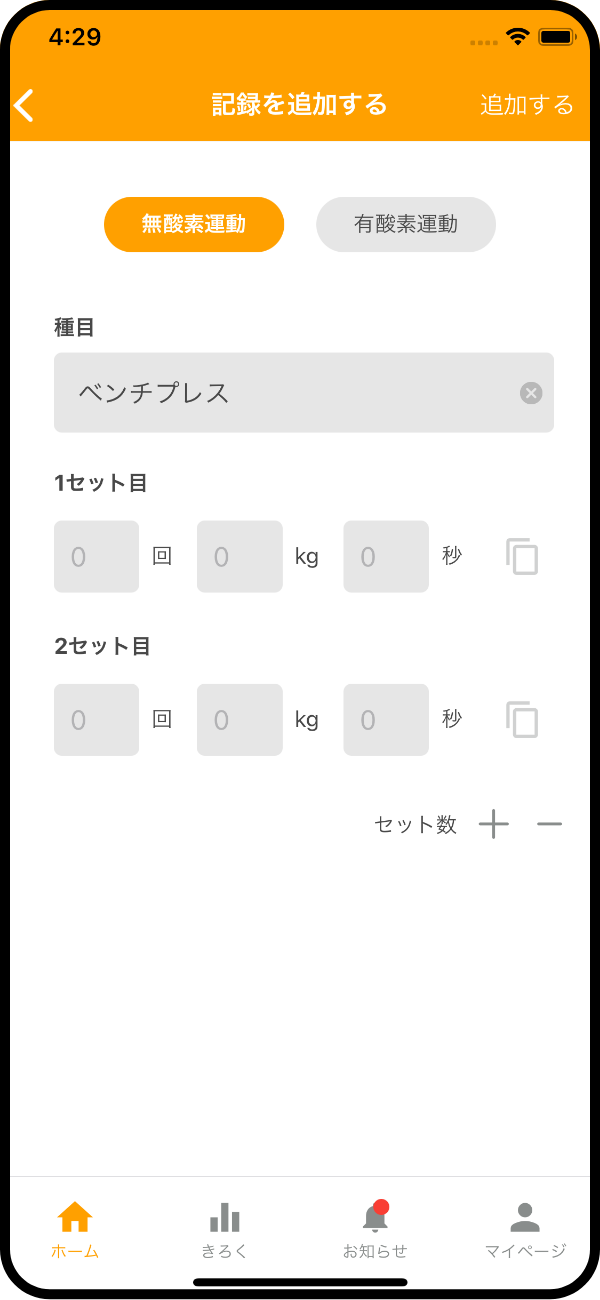 4:29
記録を追加する 追加する
無酸素運動 有酸素運動
種目
ベンチプレス
1セット目
0 回 0 kg 0 秒
2セット目
0 回 0 kg 0 秒
セット数
ホーム きろく お知らせ マイページ